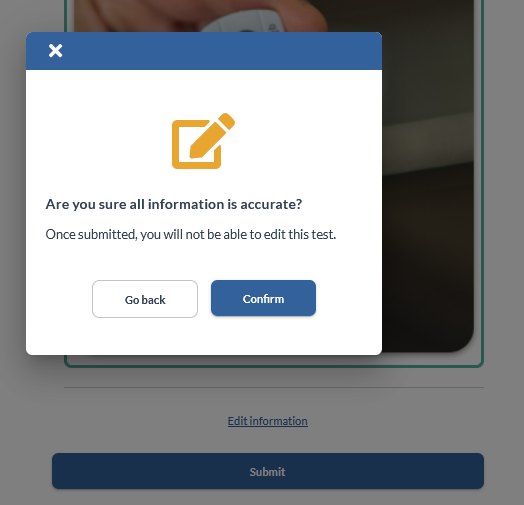 Are you sure all information is accurate?
Once submitted, you will not be able to edit this test.
Go back
Confirm
Edit information
Submit